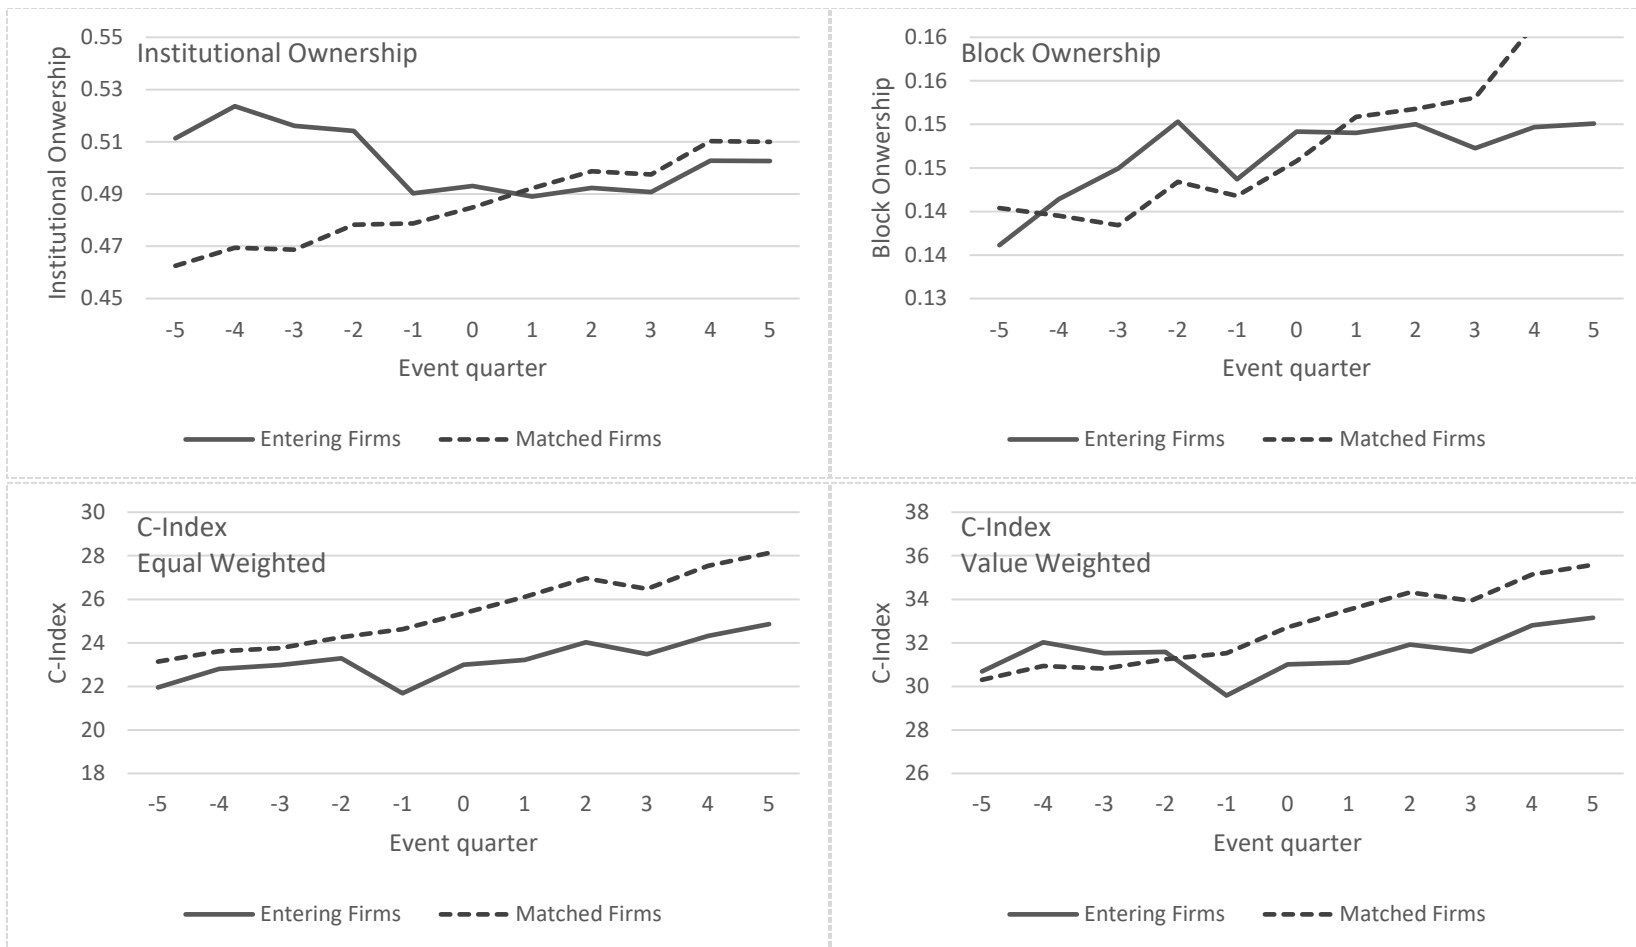 Institutional Ownership
Institutional Onwership
0.55
0.53
0.51
0.49
0.47
0.45
-5 -4 -3 -2 -1 0 1 2 3 4 5
Event quarter
Entering Firms Matched Firms
Block Ownership
Block Onwership
0.16
0.16
0.15
0.15
0.14
0.14
0.13
-5 -4 -3 -2 -1 0 1 2 3 4 5
Event quarter
Entering Firms Matched Firms
C-Index
Equal Weighted
C-Index
30
28
26
24
22
20
18
-5 -4 -3 -2 -1 0 1 2 3 4 5
Event quarter
Entering Firms Matched Firms
C-Index
Value Weighted
C-Index
38
36
34
32
30
28
26
-5 -4 -3 -2 -1 0 1 2 3 4 5
Event quarter
Entering Firms Matched Firms